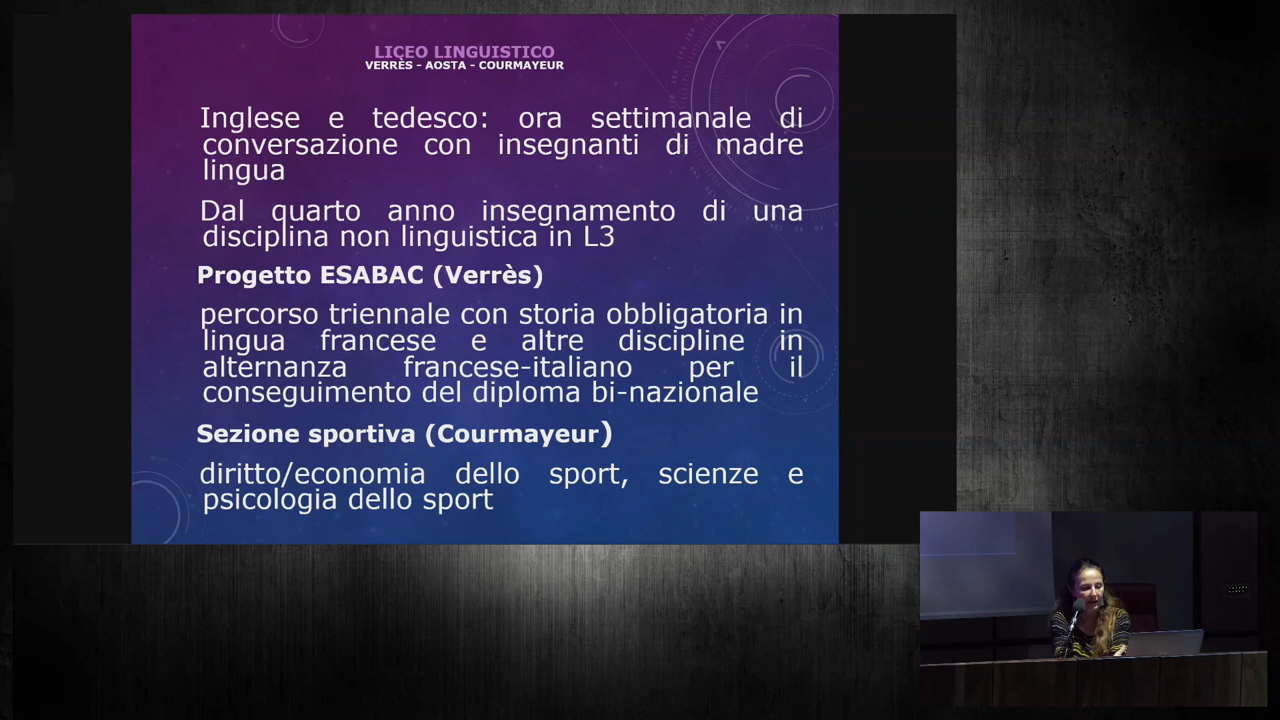 LICEO LINGUISTICO
VERRÈS – AOSTA - COURMAYEUR
Inglese e tedesco: ora settimanale di
conversazione con insegnanti di madre
lingua
Dal quarto anno insegnamento di una
disciplina non linguistica in L3
Progetto ESABAC (Verrès)
percorso triennale con storia obbligatoria in
lingua francese e altre discipline in
alternanza francese-italiano per il
conseguimento del diploma bi-nazionale
Sezione sportiva (Courmayeur)
diritto/economia dello sport, scienze e
psicologia dello sport